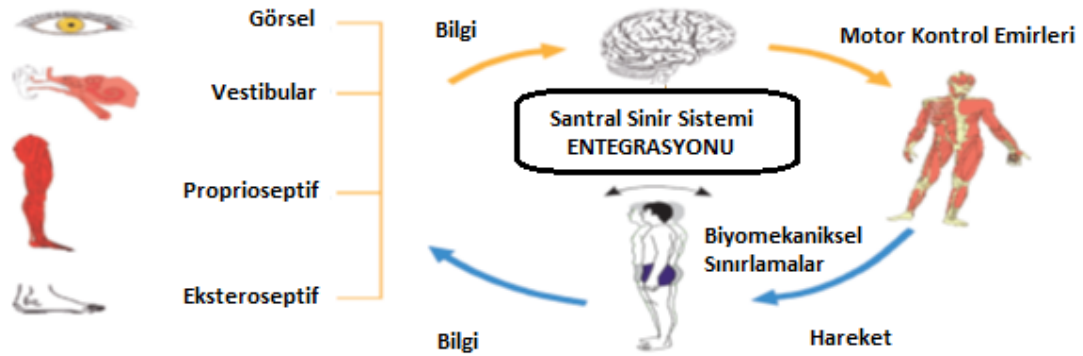 Görsel
Vestibular
Proprioseptif
Eksteroseptif
Bilgi
Santral Sinir Sistemi
ENTEGRASYONU
Motor Kontrol Emirleri
Biyomekaniksel
Sınırlamalar
Hareket
Bilgi